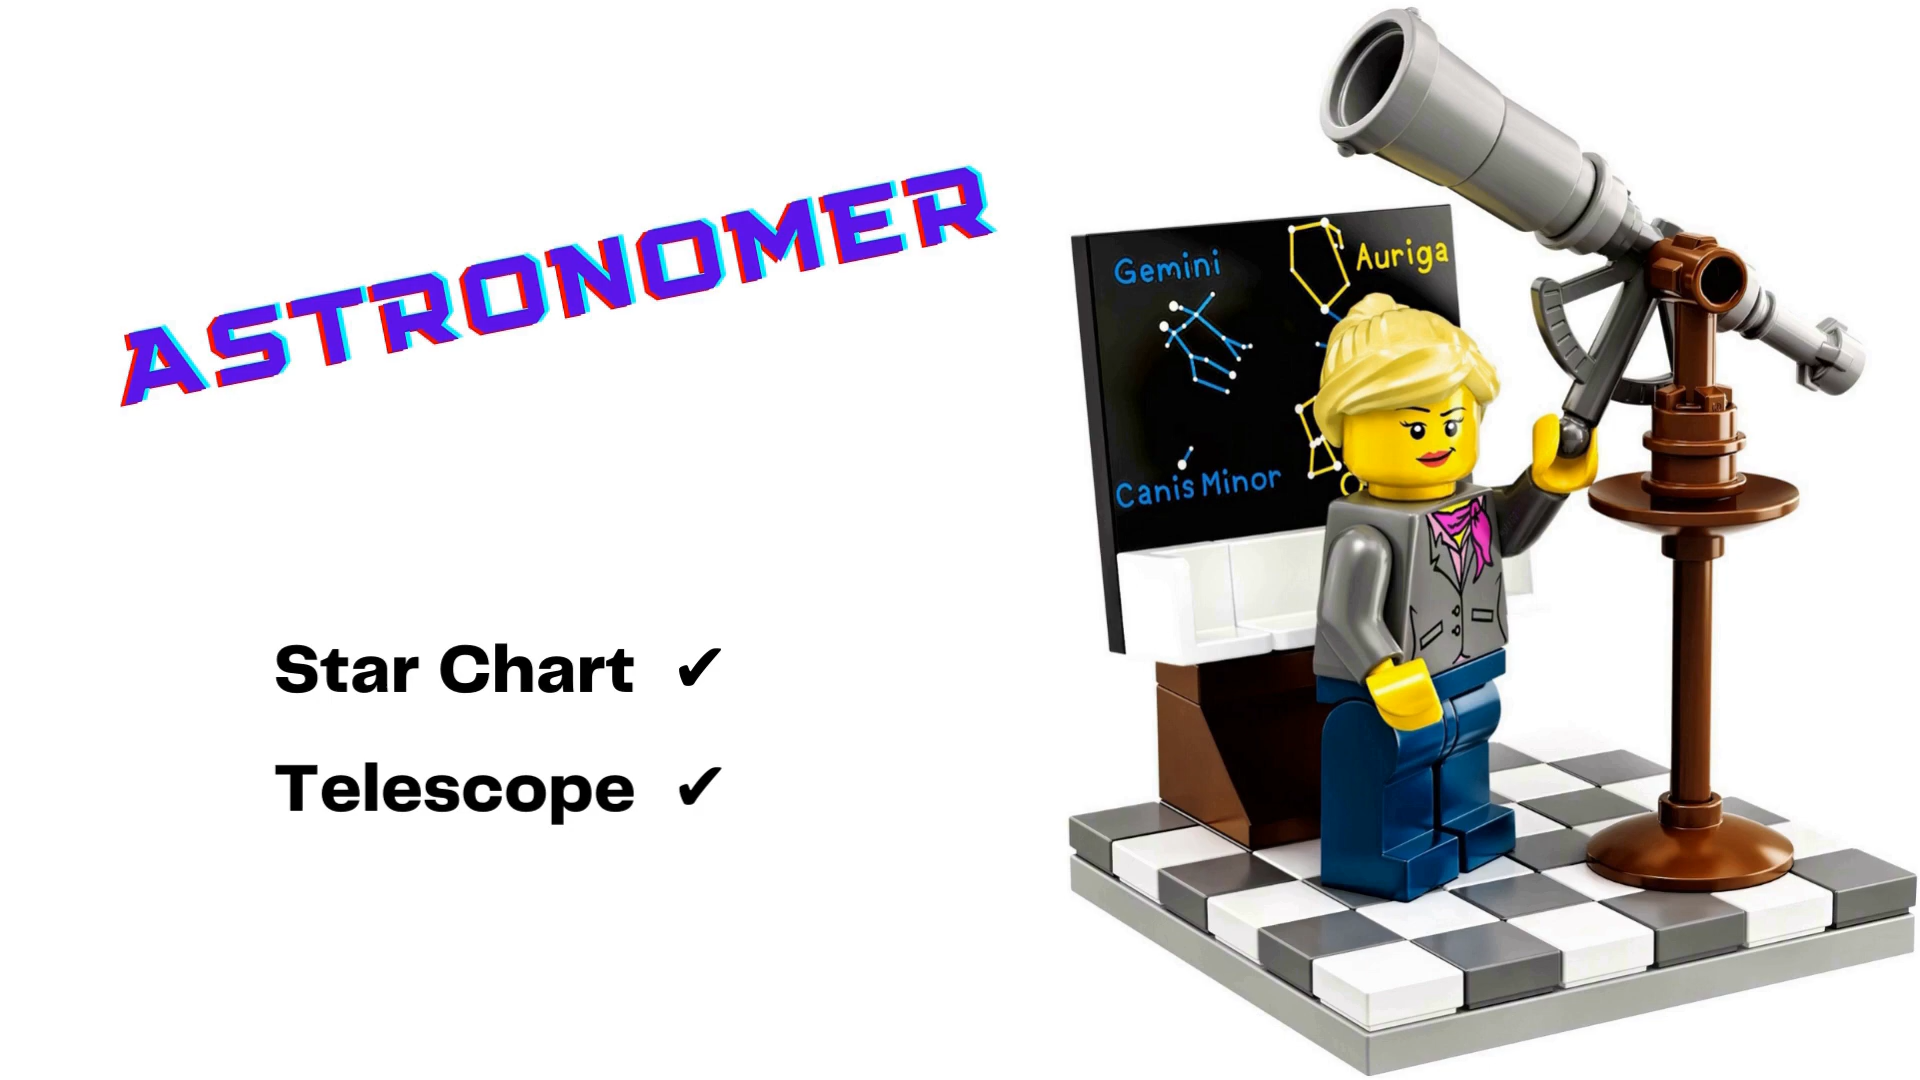 ASTRONOMER
Star Chart ✔
Telescope ✔
Gemini
Auriga
Canis Minor